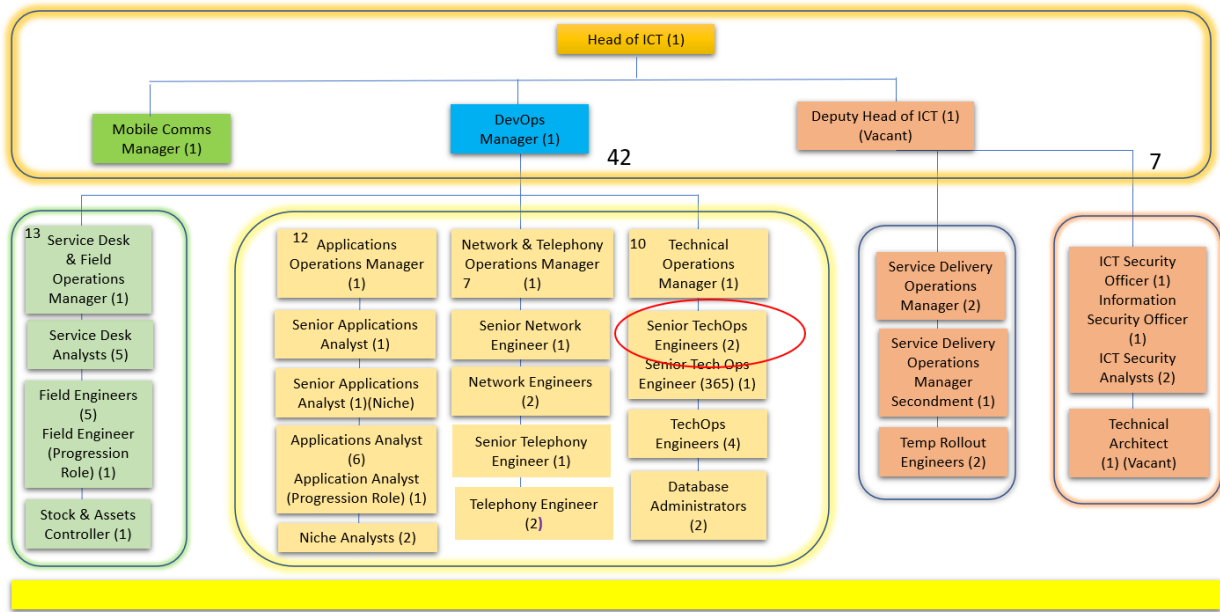 Head of ICT (1)
Mobile Comms
Manager (1)
DevOps
Manager (1)
Deputy Head of ICT (1)
(Vacant)
42
7
13
Service Desk
& Field
Operations
Manager (1)
Service Desk
Analysts (5)
Field Engineers
(5)
Field Engineer
(Progression
Role) (1)
Stock & Assets
Controller (1)
12
Applications
Operations Manager
(1)
Senior Applications
Analyst (1)
Senior Applications
Analyst (1)(Niche)
Applications Analyst
(6)
Application Analyst
(Progression Role) (1)
Niche Analysts (2)
Network & Telephony
Operations Manager
7
(1)
Senior Network
Engineer (1)
Network Engineers
(2)
Senior Telephony
Engineer (1)
Telephony Engineer
(2)
10
Technical
Operations
Manager (1)
Senior TechOps
Engineers (2)
Senior Tech Ops
Engineer (365) (1)
TechOps
Engineers (4)
Database
Administrators
(2)
Service Delivery
Operations
Manager (2)
Service Delivery
Operations
Manager
Secondment (1)
Temp Rollout
Engineers (2)
ICT Security
Officer (1)
Information
Security Officer
(1)
ICT Security
Analysts (2)
Technical
Architect
(1) (Vacant)